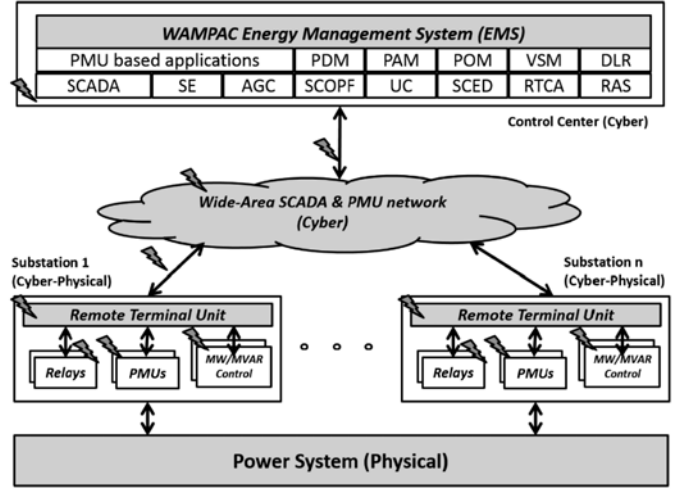 WAMPAC Energy Management System (EMS)
PMU based applications PDM PAM POM VSM DLR
SCADA SE AGC SCOPF UC SCED RTCA RAS
Control Center (Cyber)
Wide-Area SCADA & PMU network
(Cyber)
Substation 1
(Cyber-Physical)
Substation n
(Cyber-Physical)
Remote Terminal Unit
Relays
PMUs
MW/MVAR
Control
Remote Terminal Unit
Relays
PMUs
MW/MVAR
Control
Power System (Physical)